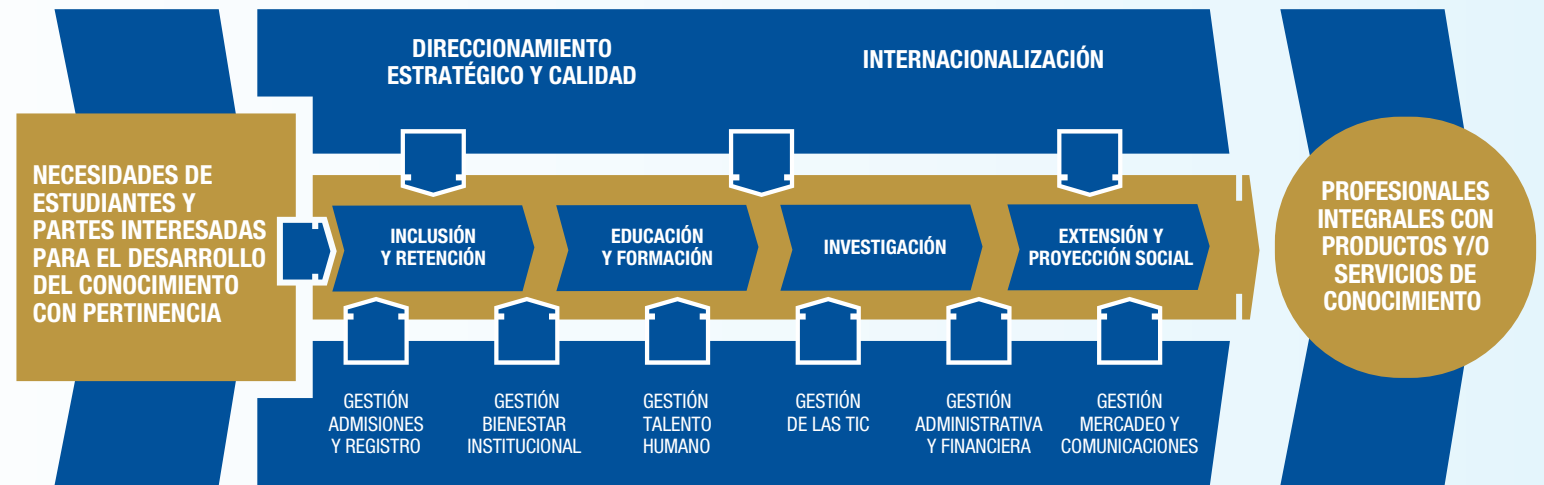 DIRECCIONAMIENTO
ESTRATÉGICO Y CALIDAD
INTERNACIONALIZACIÓN
NECESIDADES DE
ESTUDIANTES Y
PARTES INTERESADAS
PARA EL DESARROLLO
DEL CONOCIMIENTO
CON PERTINENCIA
INCLUSIÓN
Y RETENCIÓN
EDUCACIÓN
Y FORMACIÓN
INVESTIGACIÓN
EXTENSIÓN Y
PROYECCIÓN SOCIAL
PROFESIONALES
INTEGRALES CON
PRODUCTOS Y/O
SERVICIOS DE
CONOCIMIENTO
GESTIÓN
ADMISIONES
Y REGISTRO
GESTIÓN
BIENESTAR
INSTITUCIONAL
GESTIÓN
TALENTO
HUMANO
GESTIÓN
DE LAS TIC
GESTIÓN
ADMINISTRATIVA
Y FINANCIERA
GESTIÓN
MERCADEO Y
COMUNICACIONES